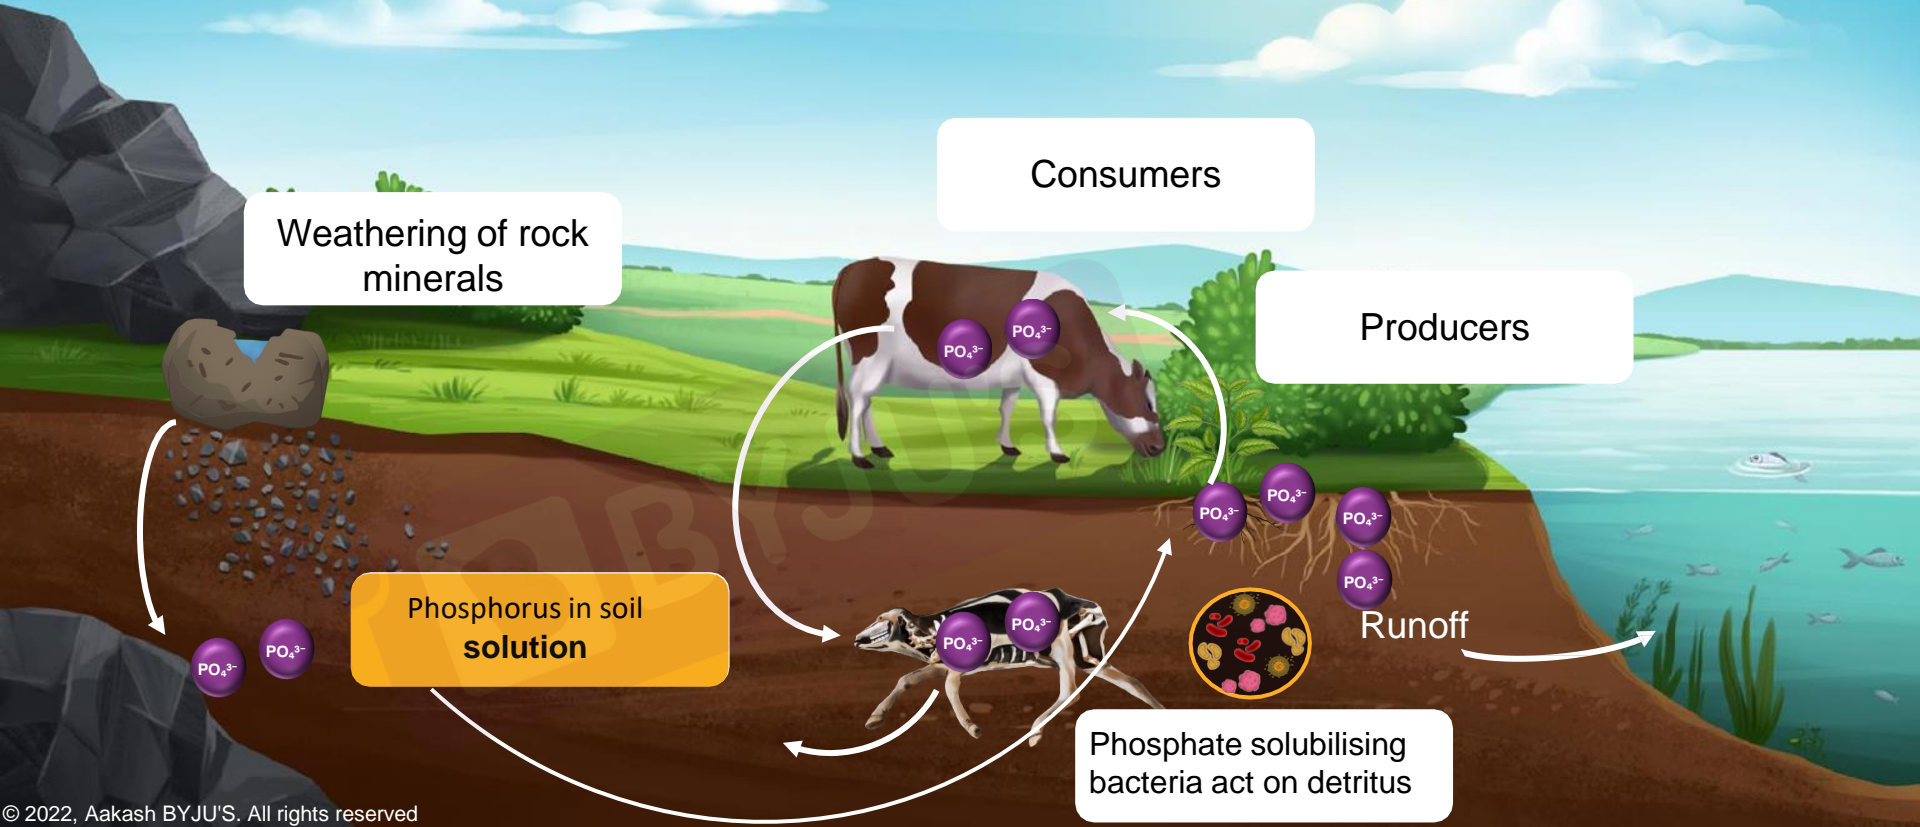 Consumers
Weathering of rock
minerals
Producers
PO₄³⁻
PO₄³⁻
PO₄³⁻
PO₄³⁻
PO₄³⁻
PO₄³⁻
Phosphorus in soil
solution
PO₄³⁻
PO₄³⁻
PO₄³⁻
PO₄³⁻
Runoff
Phosphate solubilising
bacteria act on detritus
BYJU'S
© 2022, Aakash BYJU'S. All rights reserved